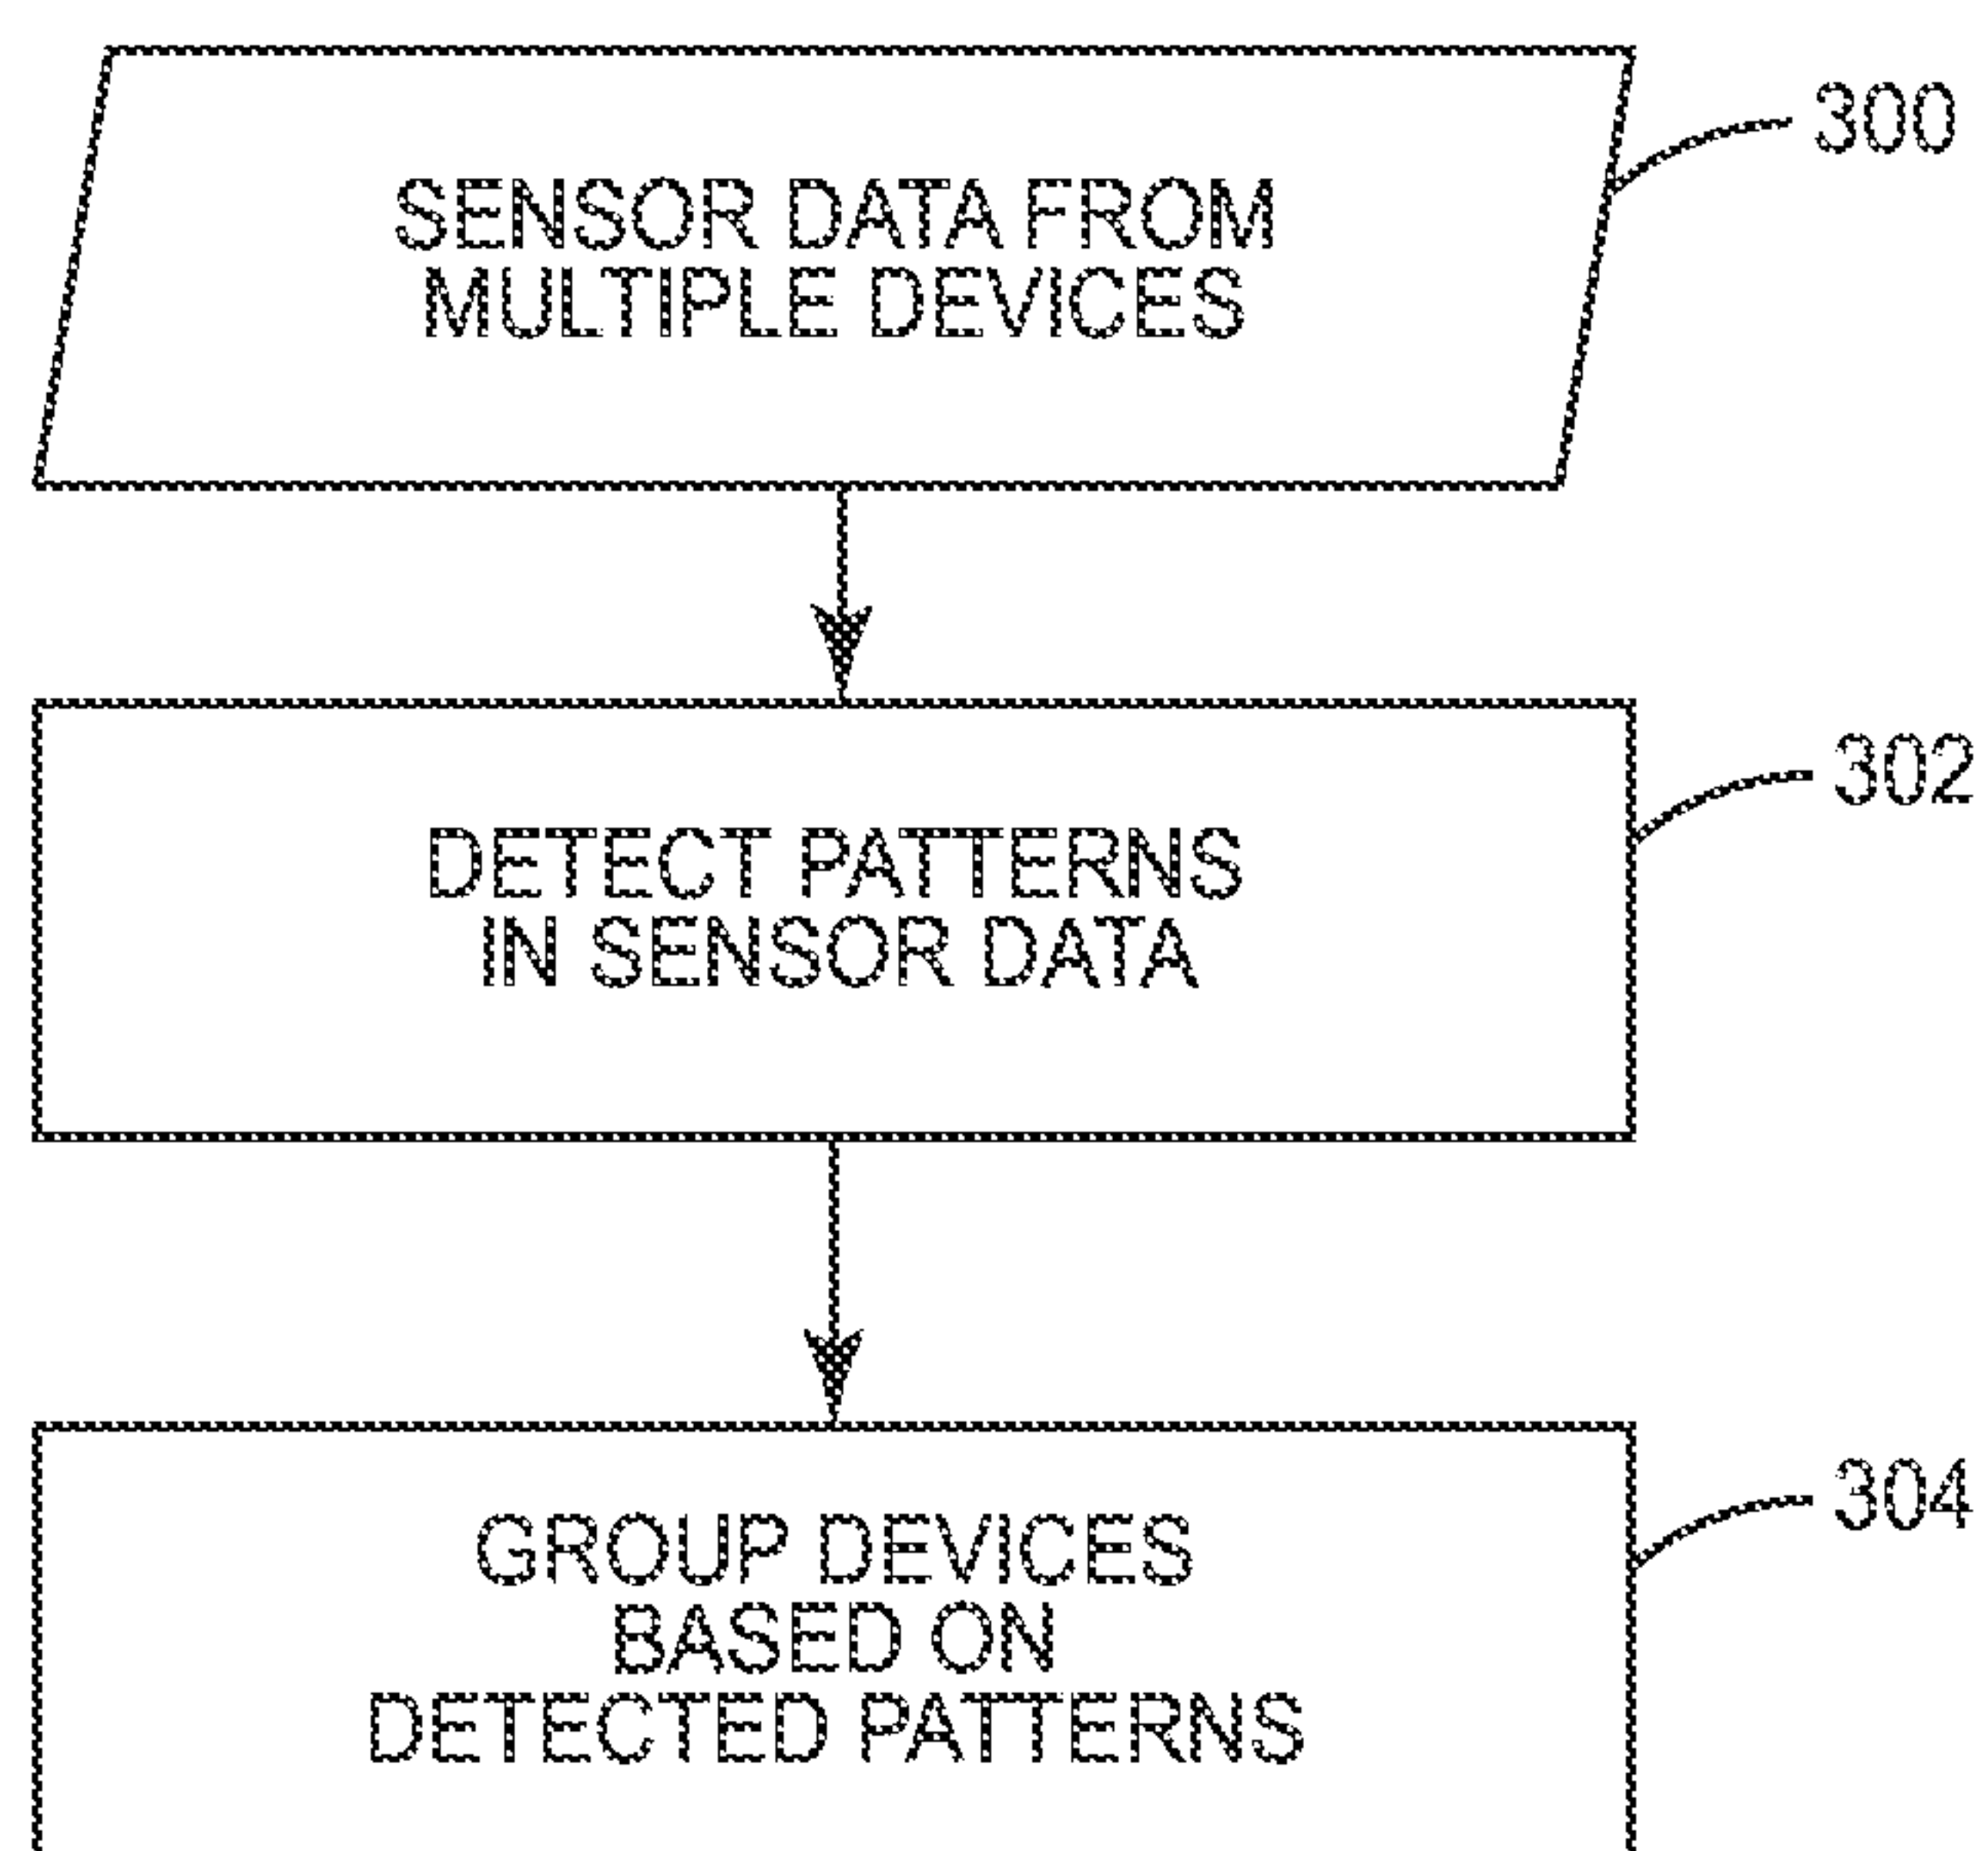 SENSOR DATA FROM
MULTIPLE DEVICES
300
DETECT PATTERNS
IN SENSOR DATA
302
GROUP DEVICES
BASED ON
DETECTED PATTERNS
304